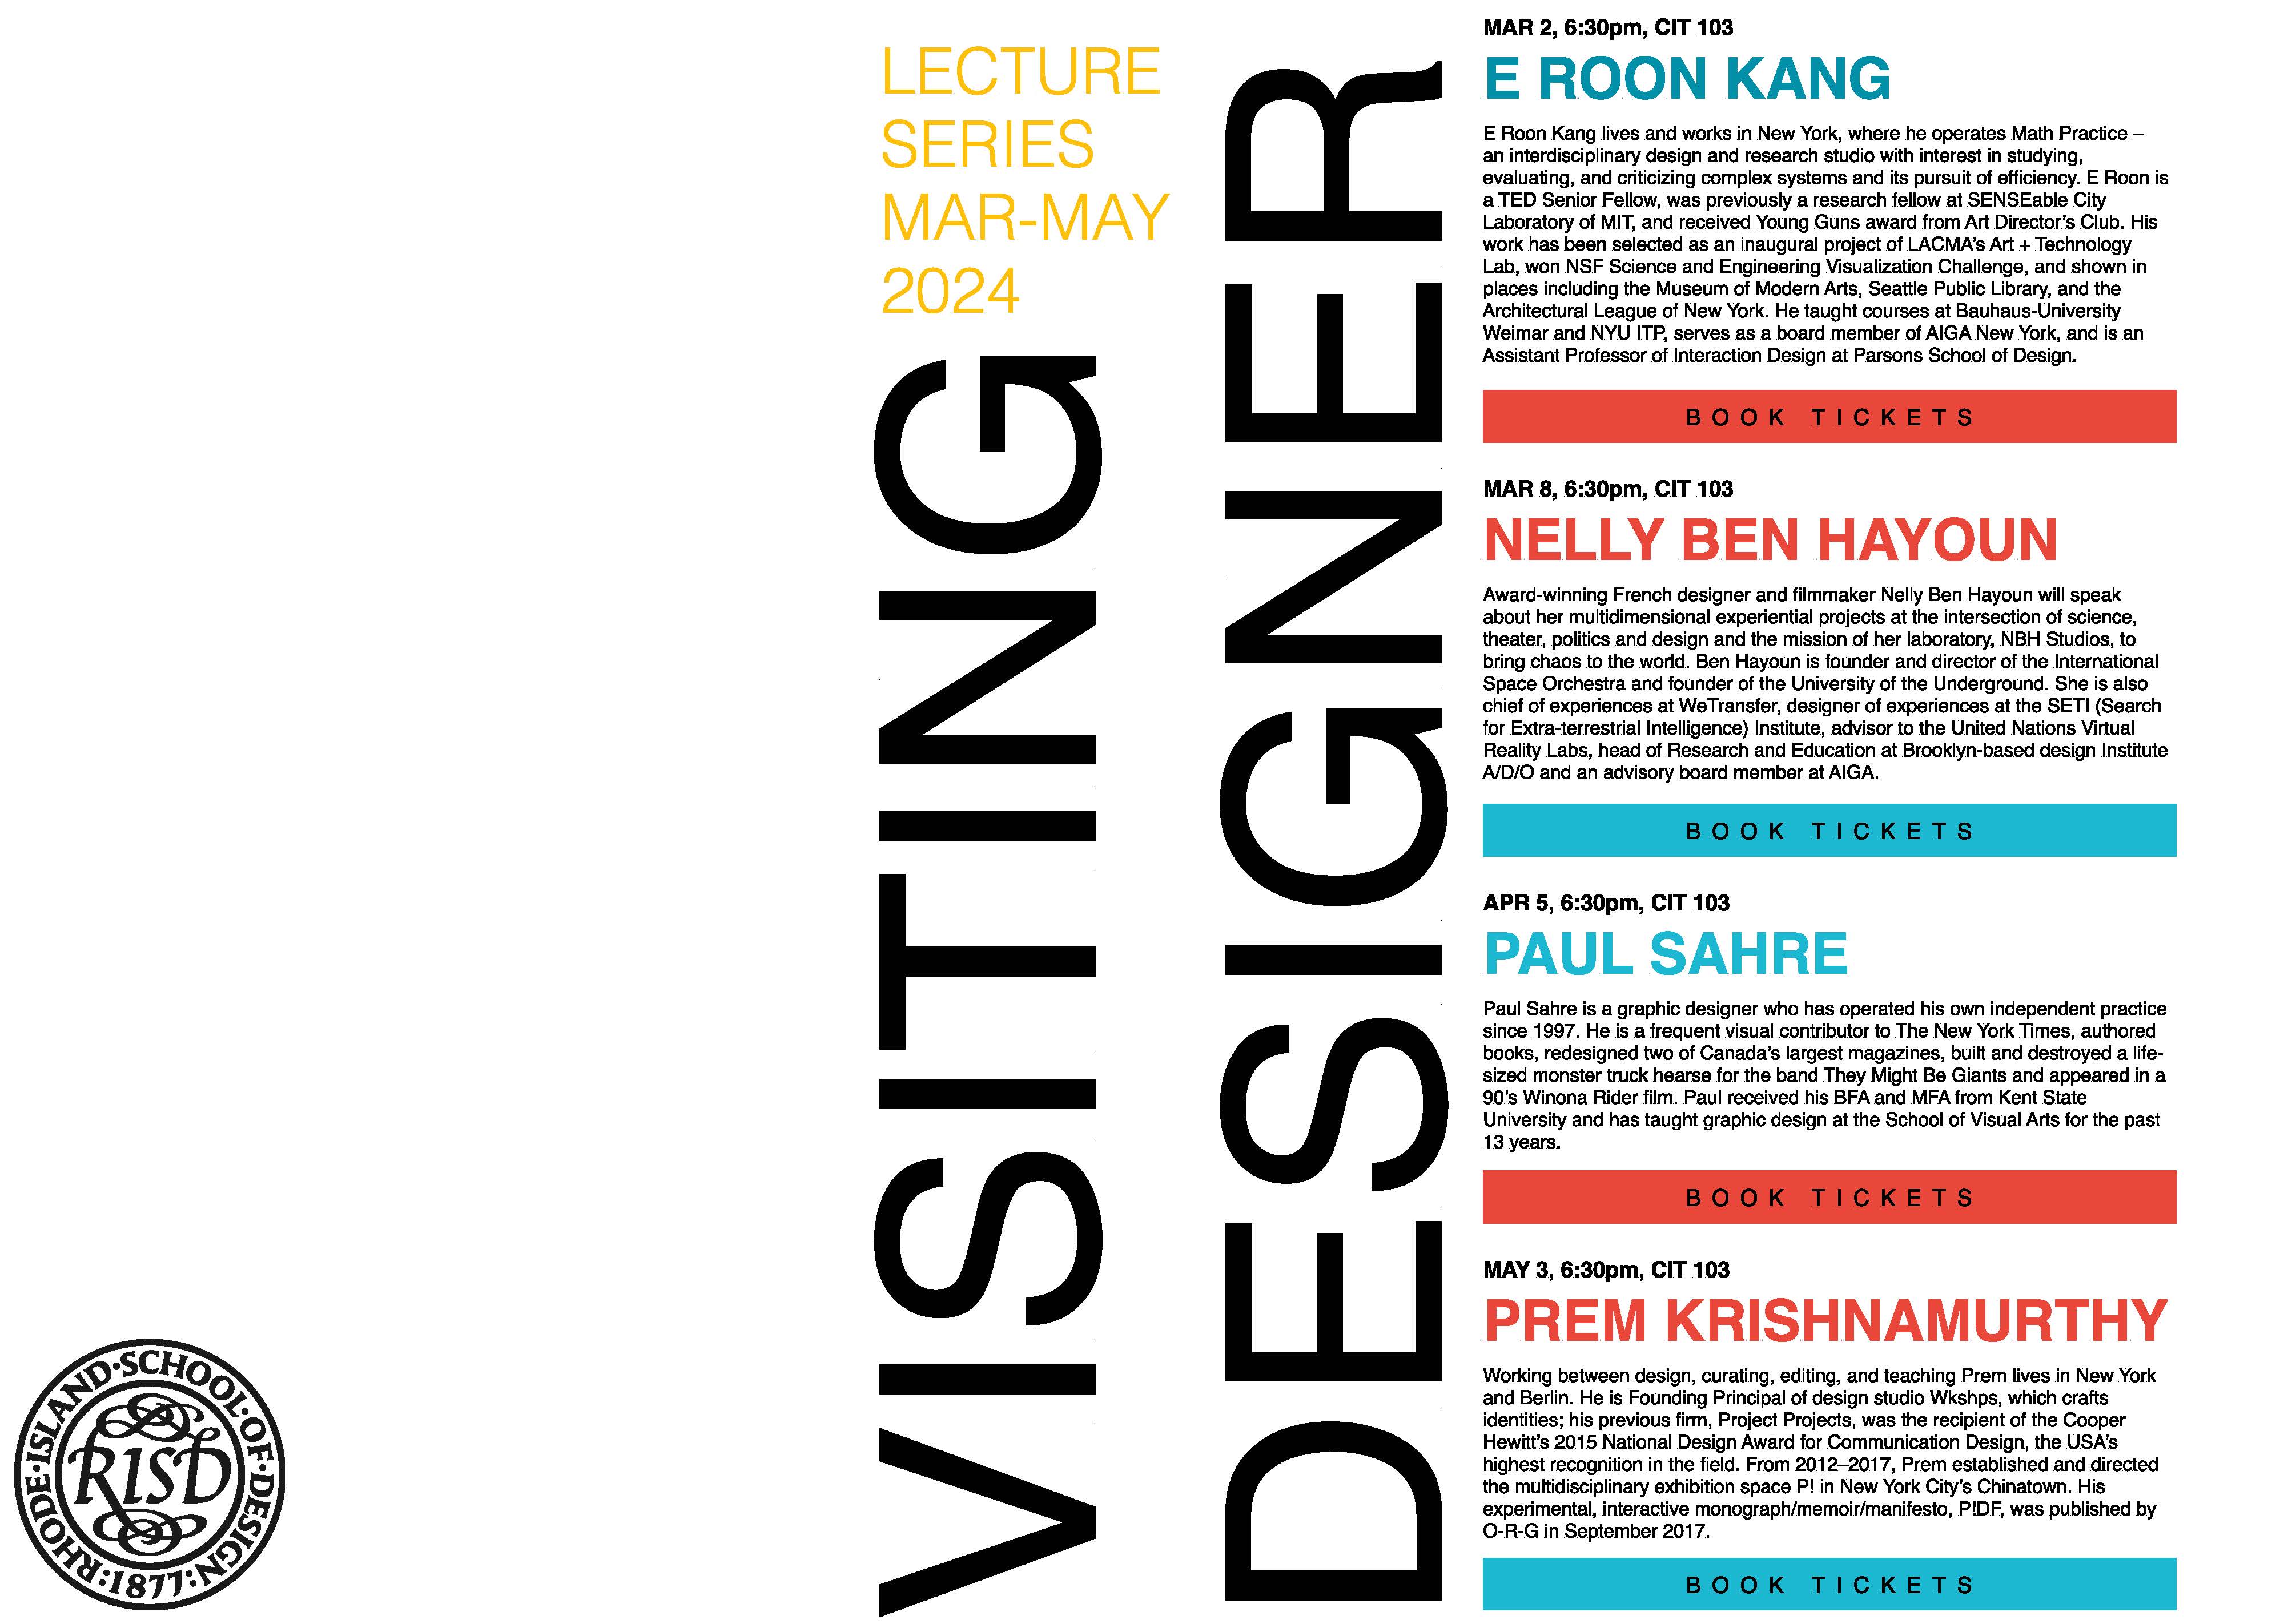 LECTURE
SERIES
MAR-MAY
2024
VISITING
DESIGNER
MAR 2, 6:30pm, CIT 103
E ROON KANG
E Roon Kang lives and works in New York, where he operates Math Practice –
an interdisciplinary design and research studio with interest in studying,
evaluating, and criticizing complex systems and its pursuit of efficiency. E Roon is
a TED Senior Fellow, was previously a research fellow at SENSEable City
Laboratory of MIT, and received Young Guns award from Art Director’s Club. His
work has been selected as an inaugural project of LACMA’s Art + Technology
Lab, won NSF Science and Engineering Visualization Challenge, and shown in
places including the Museum of Modern Arts, Seattle Public Library, and the
Architectural League of New York. He taught courses at Bauhaus-University
Weimar and NYU ITP, serves as a board member of AIGA New York, and is an
Assistant Professor of Interaction Design at Parsons School of Design.
BOOK TICKETS
MAR 8, 6:30pm, CIT 103
NELLY BEN HAYOUN
Award-winning French designer and filmmaker Nelly Ben Hayoun will speak
about her multidimensional experiential projects at the intersection of science,
theater, politics and design and the mission of her laboratory, NBH Studios, to
bring chaos to the world. Ben Hayoun is founder and director of the International
Space Orchestra and founder of the University of the Underground. She is also
chief of experiences at WeTransfer, designer of experiences at the SETI (Search
for Extra-terrestrial Intelligence) Institute, advisor to the United Nations Virtual
Reality Labs, head of Research and Education at Brooklyn-based design Institute
A/D/O and an advisory board member at AIGA.
BOOK TICKETS
APR 5, 6:30pm, CIT 103
PAUL SAHRE
Paul Sahre is a graphic designer who has operated his own independent practice
since 1997. He is a frequent visual contributor to The New York Times, authored
books, redesigned two of Canada’s largest magazines, built and destroyed a life-
sized monster truck hearse for the band They Might Be Giants and appeared in a
90’s Winona Rider film. Paul received his BFA and MFA from Kent State
University and has taught graphic design at the School of Visual Arts for the past
13 years.
BOOK TICKETS
MAY 3, 6:30pm, CIT 103
PREM KRISHNAMURTHY
Working between design, curating, editing, and teaching Prem lives in New York
and Berlin. He is Founding Principal of design studio Wkshps, which crafts
identities; his previous firm, Project Projects, was the recipient of the Cooper
Hewitt’s 2015 National Design Award for Communication Design, the USA’s
highest recognition in the field. From 2012–2017, Prem established and directed
the multidisciplinary exhibition space P! in New York City’s Chinatown. His
experimental, interactive monograph/memoir/manifesto, P!DF, was published by
O-R-G in September 2017.
BOOK TICKETS
RHODE·ISLAND·SCHOOL·OF·DESIGN
:1877:
RISD